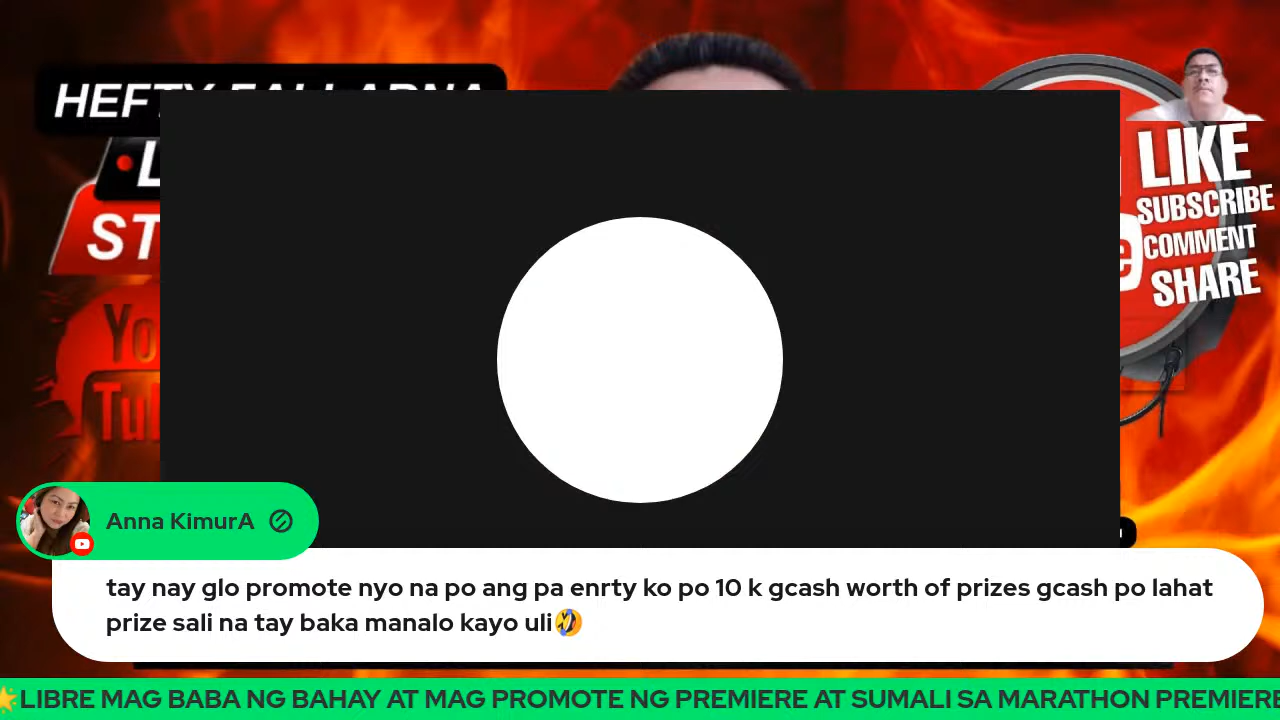 HEFTY
LIKE
SUBSCRIBE
COMMENT
SHARE
Anna KimurA
tay nay glo promote nyo na po ang pa enrty ko po 10 k gcash worth of prizes gcash po lahat
prize sali na tay baka manalo kayo uli🤣
🌟LIBRE MAG BABA NG BAHAY AT MAG PROMOTE NG PREMIERE AT SUMALI SA MARATHON PREMIERE